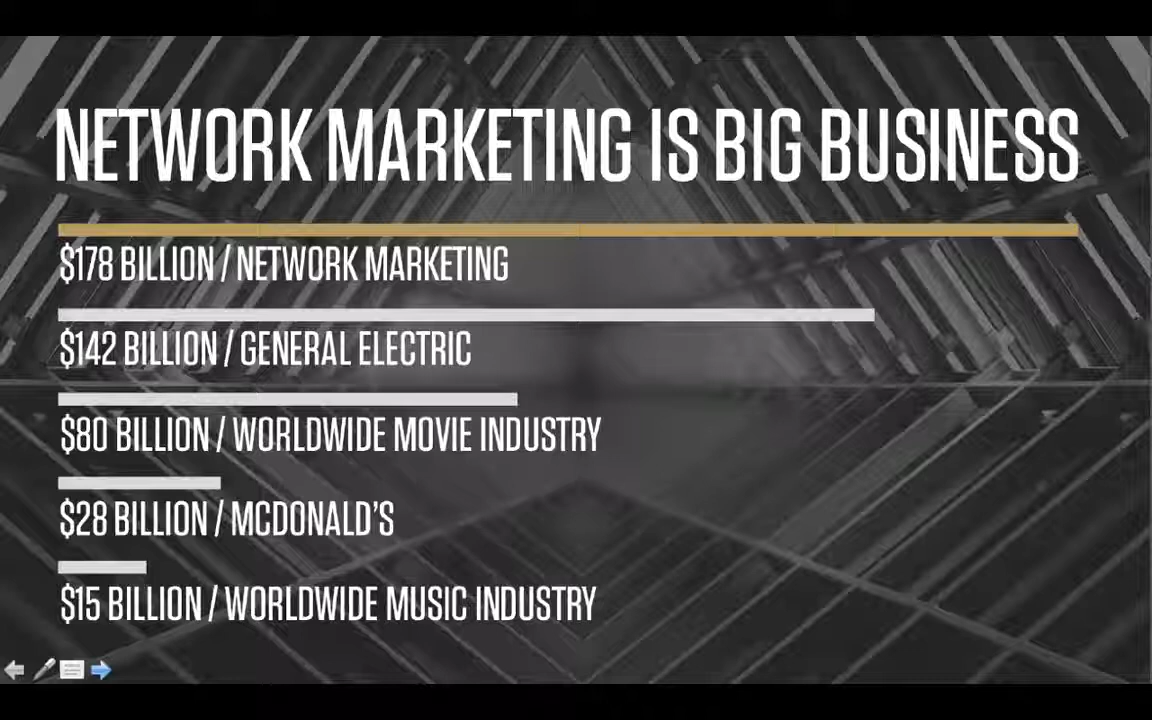 NETWORK MARKETING IS BIG BUSINESS
$178 BILLION / NETWORK MARKETING
$142 BILLION / GENERAL ELECTRIC
$80 BILLION / WORLDWIDE MOVIE INDUSTRY
$28 BILLION / MCDONALD'S
$15 BILLION / WORLDWIDE MUSIC INDUSTRY